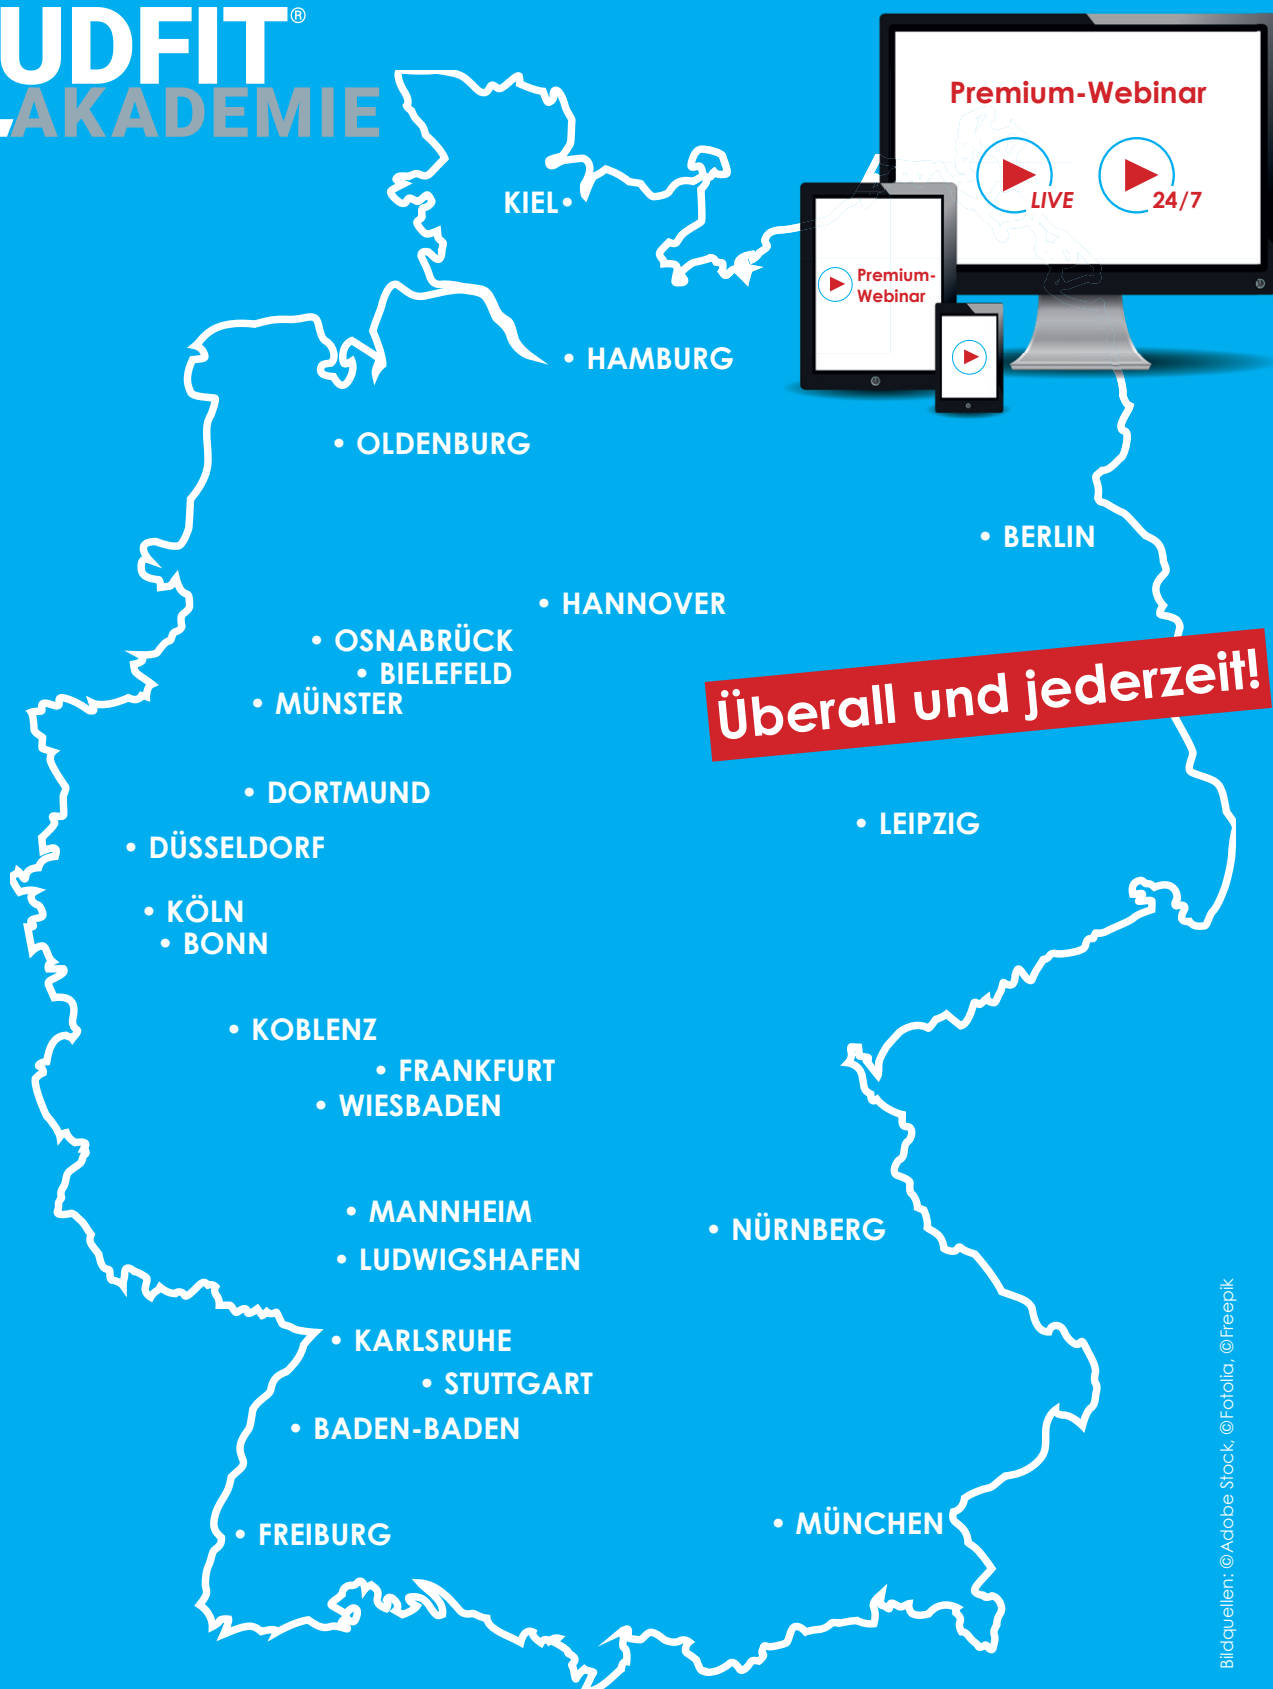 UDFIT®
AKADEMIE
Premium-Webinar
LIVE
24/7
Premium-
Webinar
KIEL •
• HAMBURG
• OLDENBURG
• BERLIN
• HANNOVER
• OSNABRÜCK
• BIELEFELD
• MÜNSTER
Überall und jederzeit!
• DORTMUND
• LEIPZIG
• DÜSSELDORF
• KÖLN
• BONN
• KOBLENZ
• FRANKFURT
• WIESBADEN
• MANNHEIM
• NÜRNBERG
• LUDWIGSHAFEN
• KARLSRUHE
• STUTTGART
• BADEN-BADEN
• MÜNCHEN
• FREIBURG
Bildquellen: ©Adobe Stock, ©Fotolia, ©Freepik